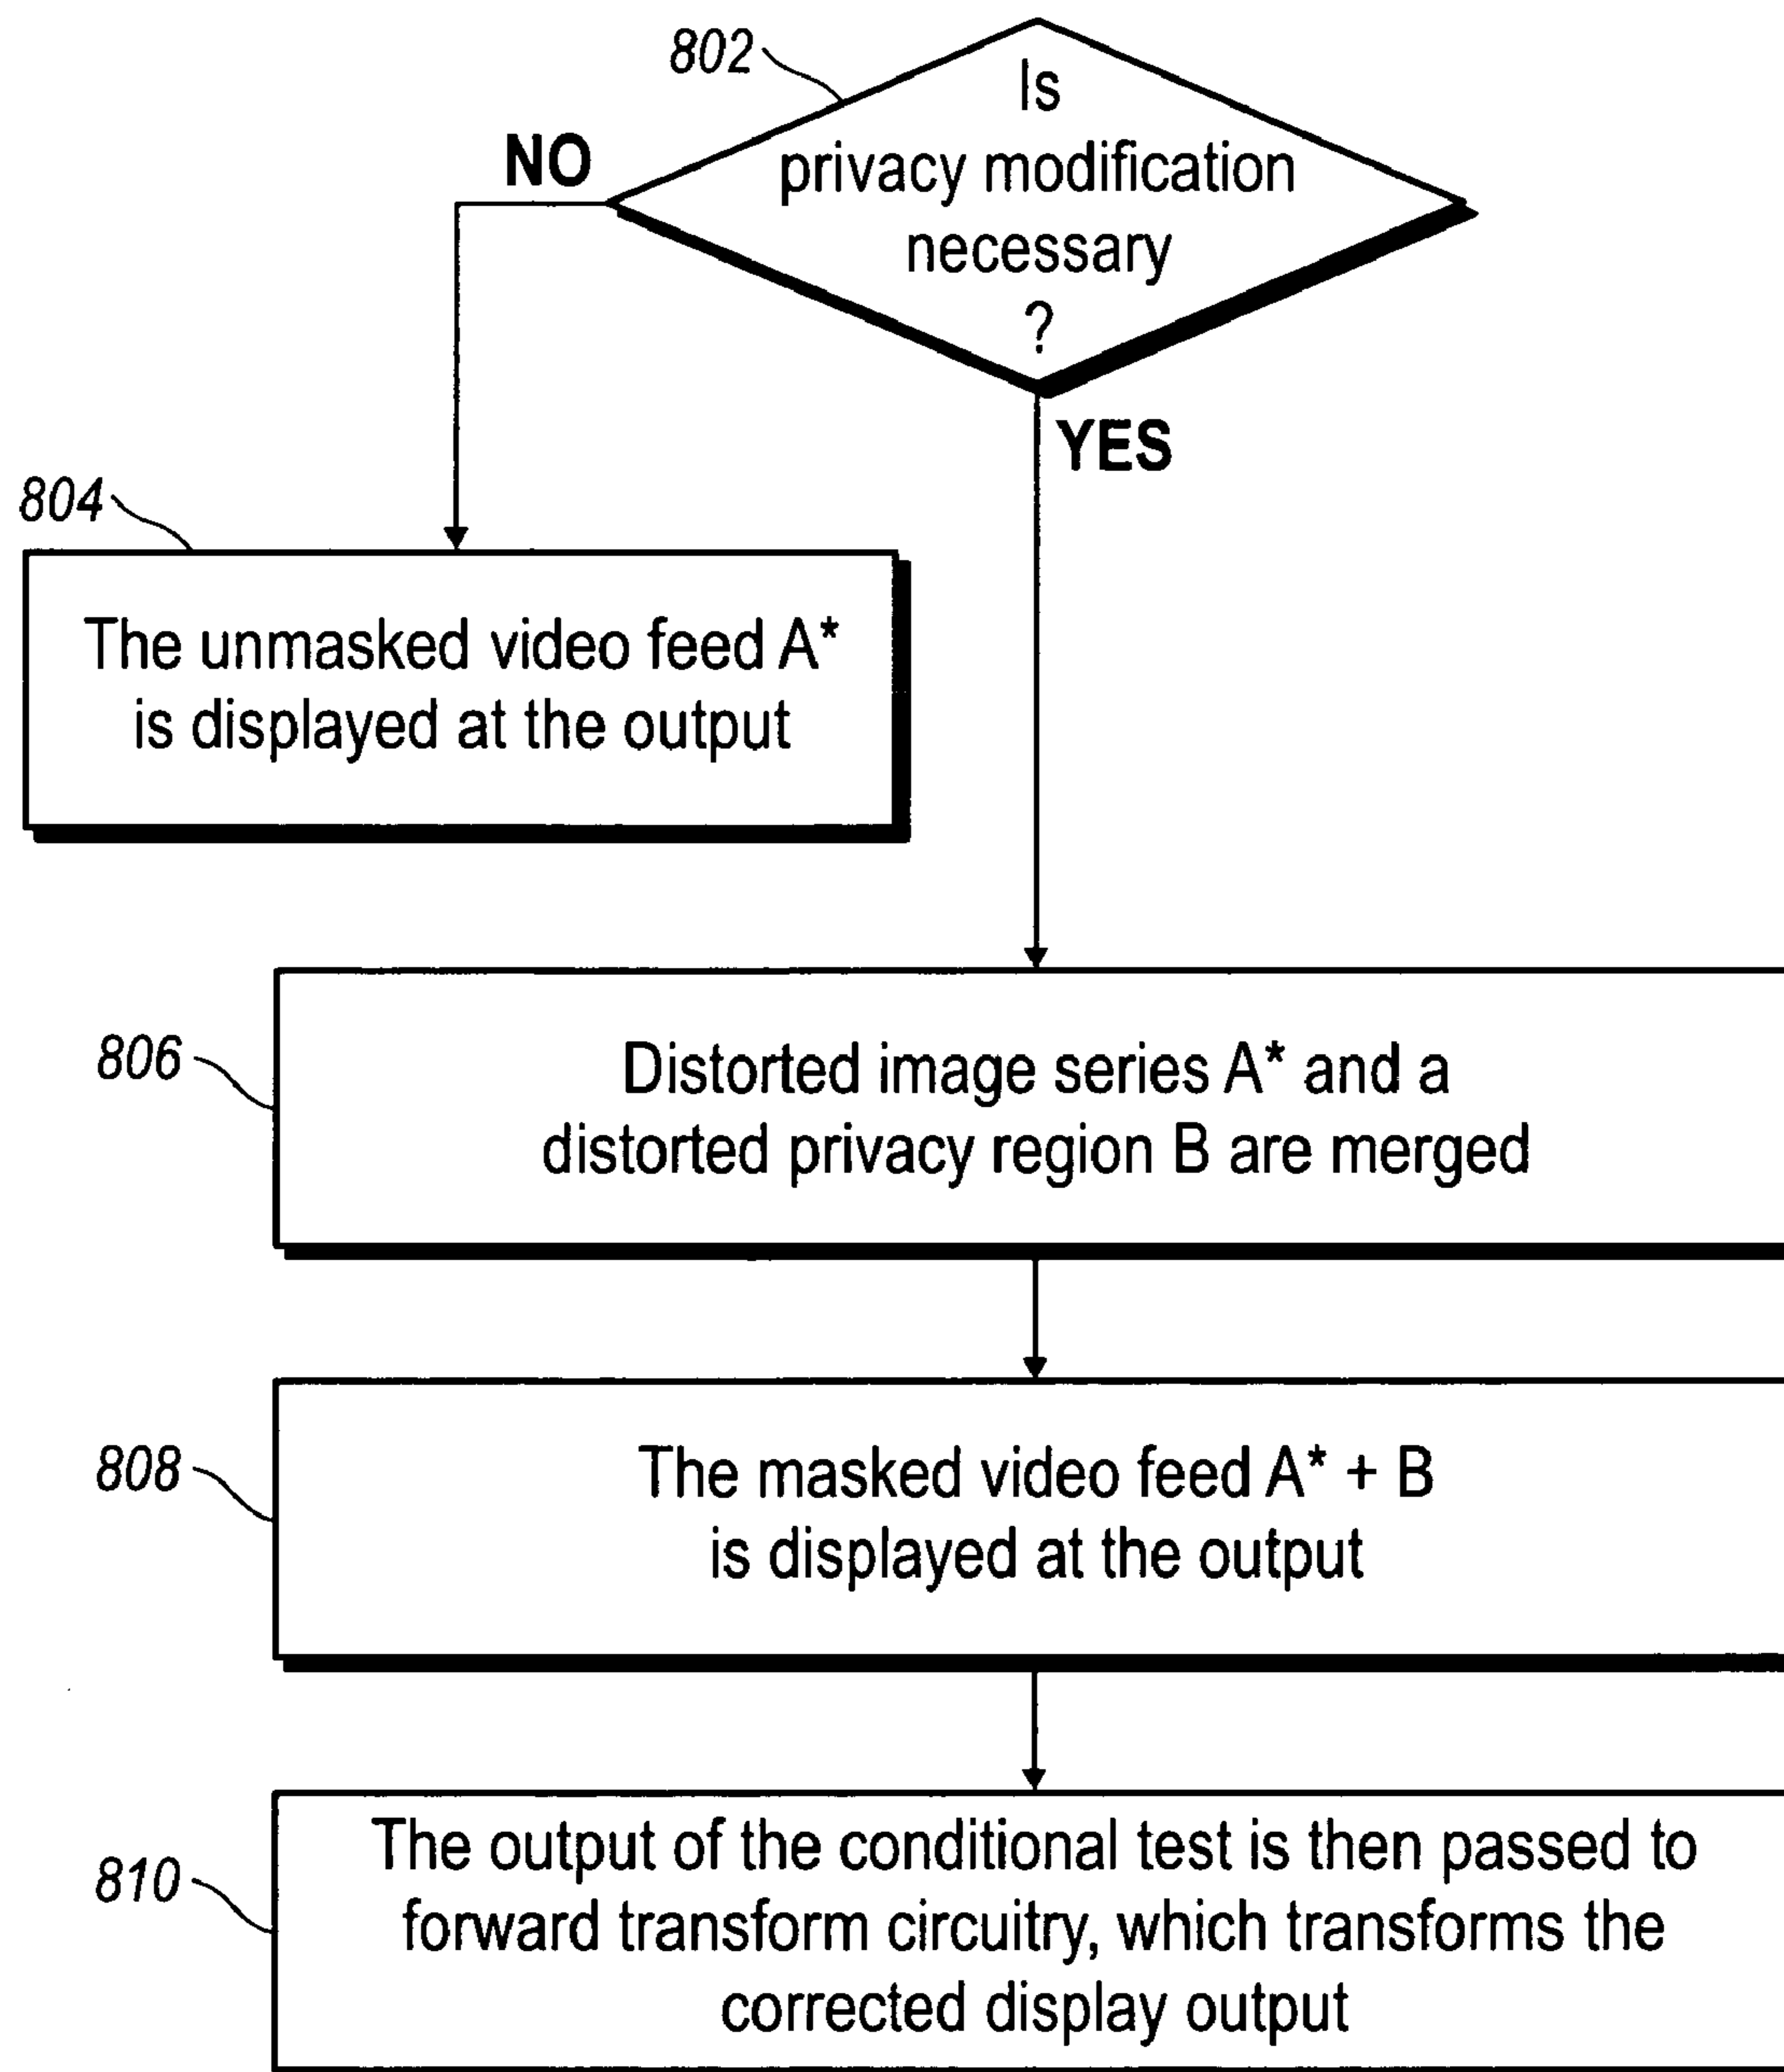 802
Is
privacy modification
necessary
?
NO
YES
804
The unmasked video feed A*
is displayed at the output
806
Distorted image series A* and a
distorted privacy region B are merged
808
The masked video feed A* + B
is displayed at the output
810
The output of the conditional test is then passed to
forward transform circuitry, which transforms the
corrected display output